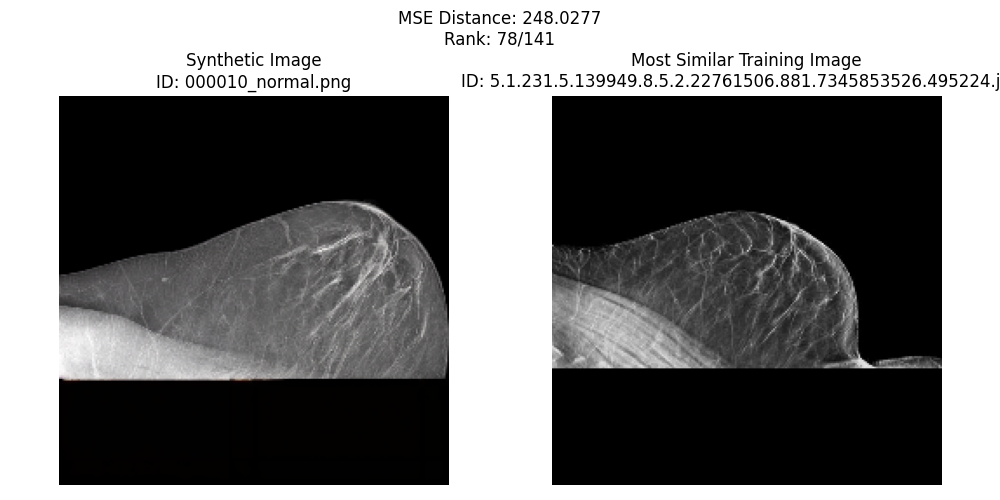 MSE Distance: 248.0277
Rank: 78/141
Synthetic Image
ID: 000010_normal.png
Most Similar Training Image
ID: 5.1.231.5.139949.8.5.2.22761506.881.7345853526.495224.j